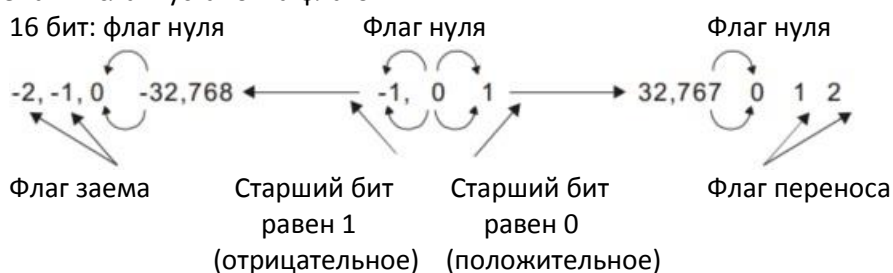 16 бит: флаг нуля Флаг нуля Флаг нуля
-2, -1, 0 -32,768 -1, 0 1 32,767 0 1 2
Флаг заема Старший бит Старший бит Флаг переноса
равен 1 равен 0
(отрицательное) (положительное)